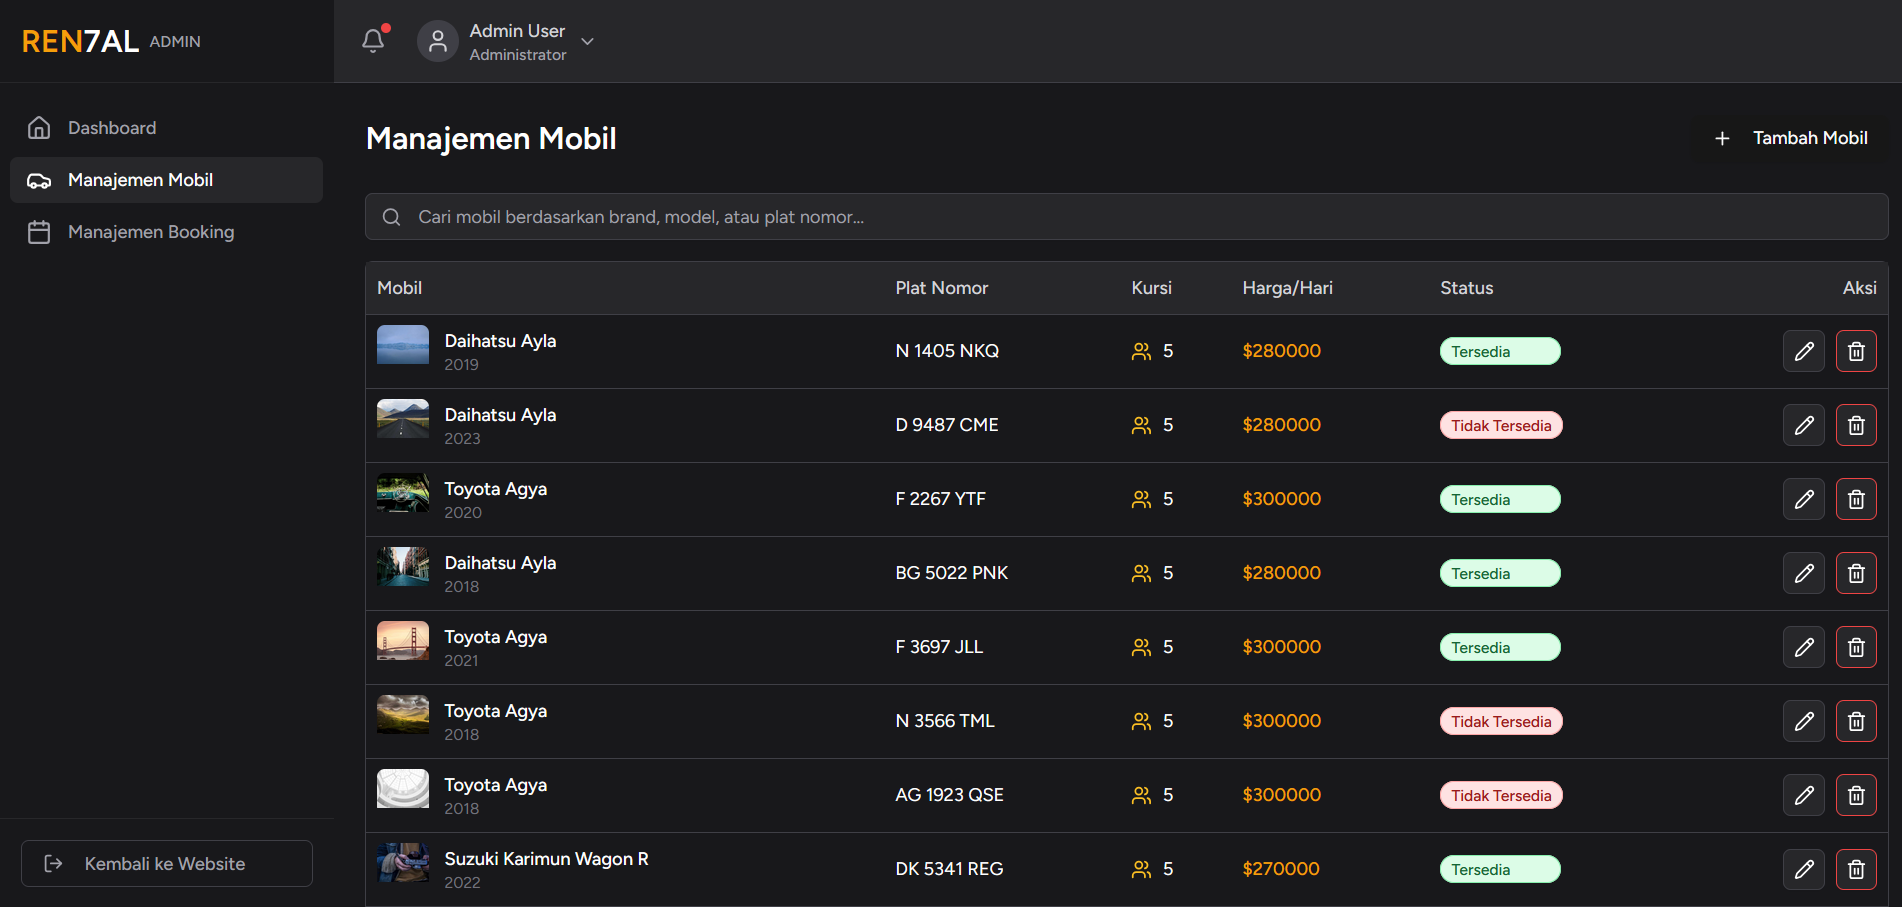 REN7AL ADMIN
Admin User
Administrator
Dashboard
Manajemen Mobil
Manajemen Booking
Kembali ke Website
Manajemen Mobil
Tambah Mobil
Cari mobil berdasarkan brand, model, atau plat nomor...
Mobil Plat Nomor Kursi Harga/Hari Status Aksi
Daihatsu Ayla
2019
N 1405 NKQ 5 $280000 Tersedia
Daihatsu Ayla
2023
D 9487 CME 5 $280000 Tidak Tersedia
Toyota Agya
2020
F 2267 YTF 5 $300000 Tersedia
Daihatsu Ayla
2018
BG 5022 PNK 5 $280000 Tersedia
Toyota Agya
2021
F 3697 JLL 5 $300000 Tersedia
Toyota Agya
2018
N 3566 TML 5 $300000 Tidak Tersedia
Toyota Agya
2018
AG 1923 QSE 5 $300000 Tidak Tersedia
Suzuki Karimun Wagon R
2022
DK 5341 REG 5 $270000 Tersedia